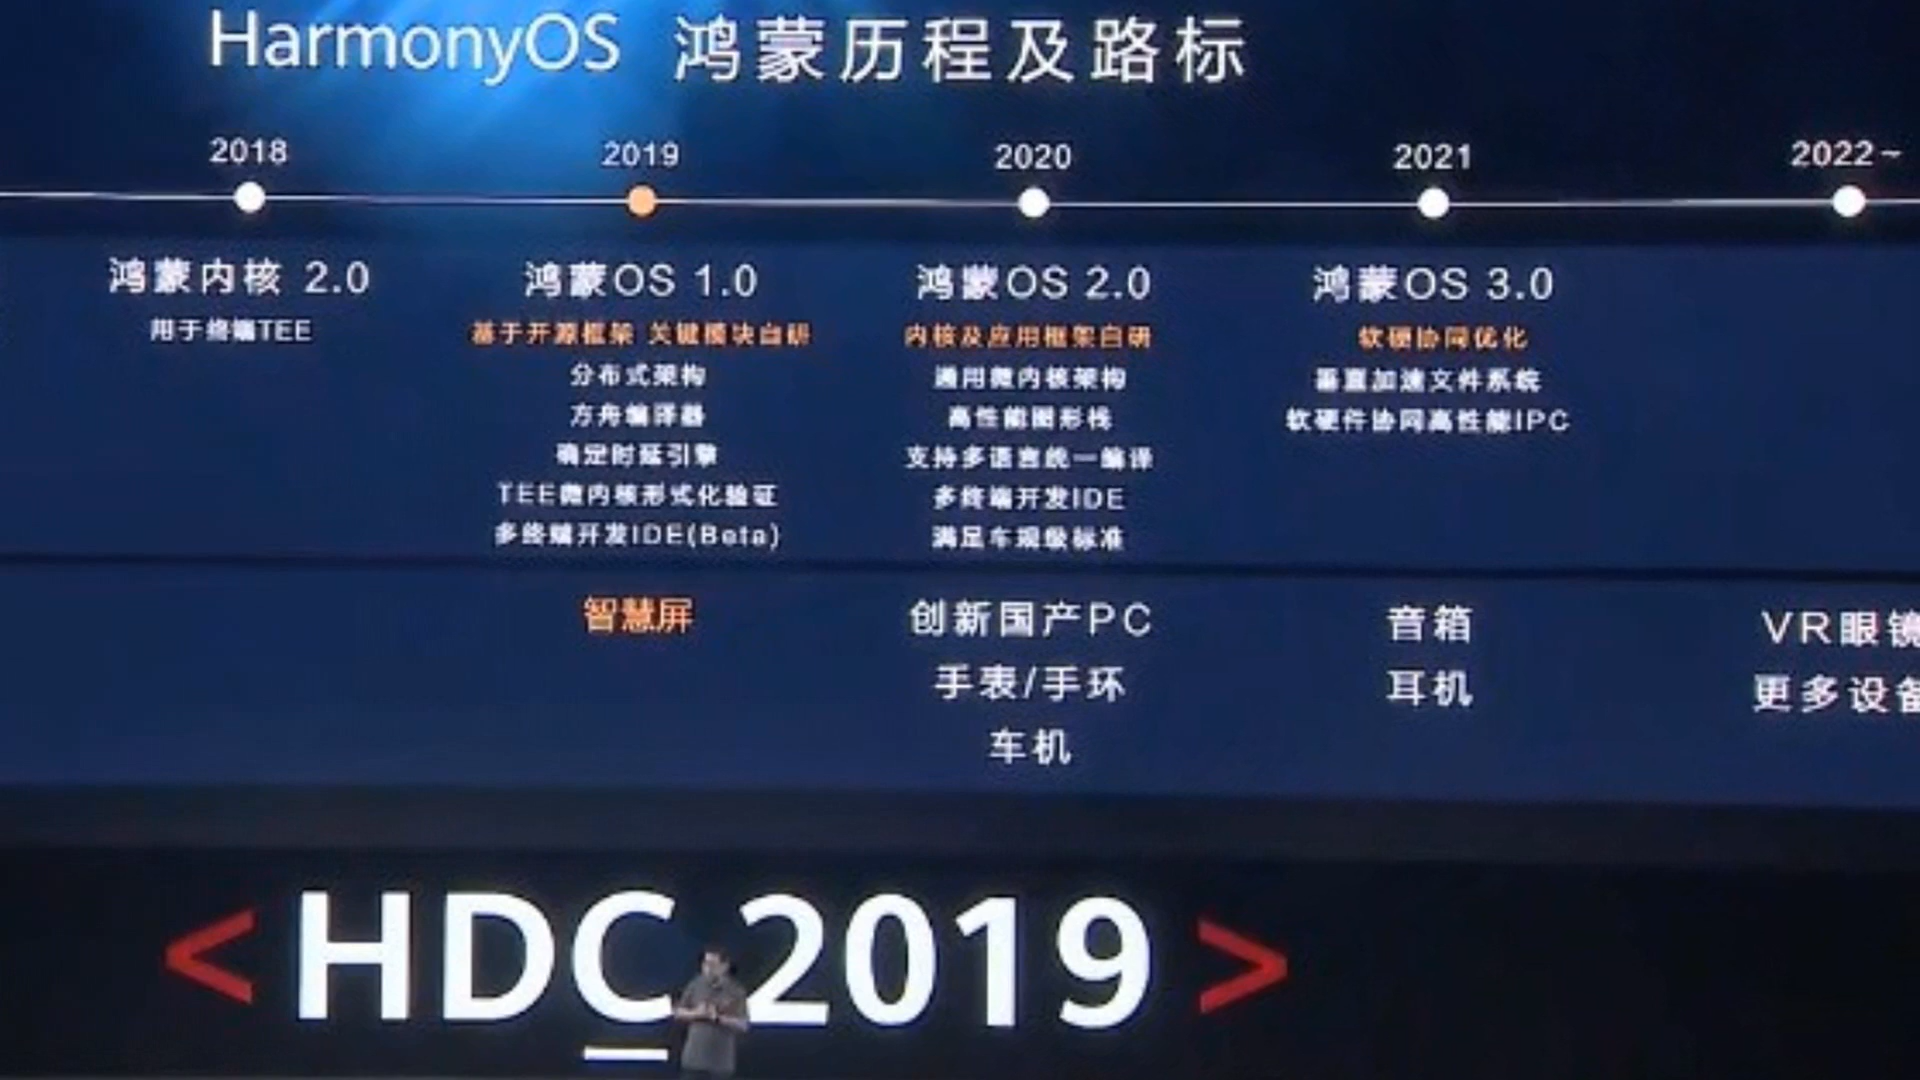 HarmonyOS 鸿蒙历程及路标
2018
2019
2020
2021
2022~
鸿蒙内核 2.0
用于终端TEE
鸿蒙OS 1.0
基于开源框架 关键模块自研
分布式架构
方舟编译器
确定时延引擎
TEE微内核形式化验证
多终端开发IDE(Beta)
鸿蒙OS 2.0
内核及应用框架自研
通用微内核架构
高性能图形栈
支持多语言统一编译
多终端开发IDE
满足车规级标准
鸿蒙OS 3.0
软硬协同优化
垂直加速文件系统
软硬件协同高性能IPC
智慧屏
创新国产PC
手表/手环
车机
音箱
耳机
VR眼镜
更多设备
<HDC 2019>